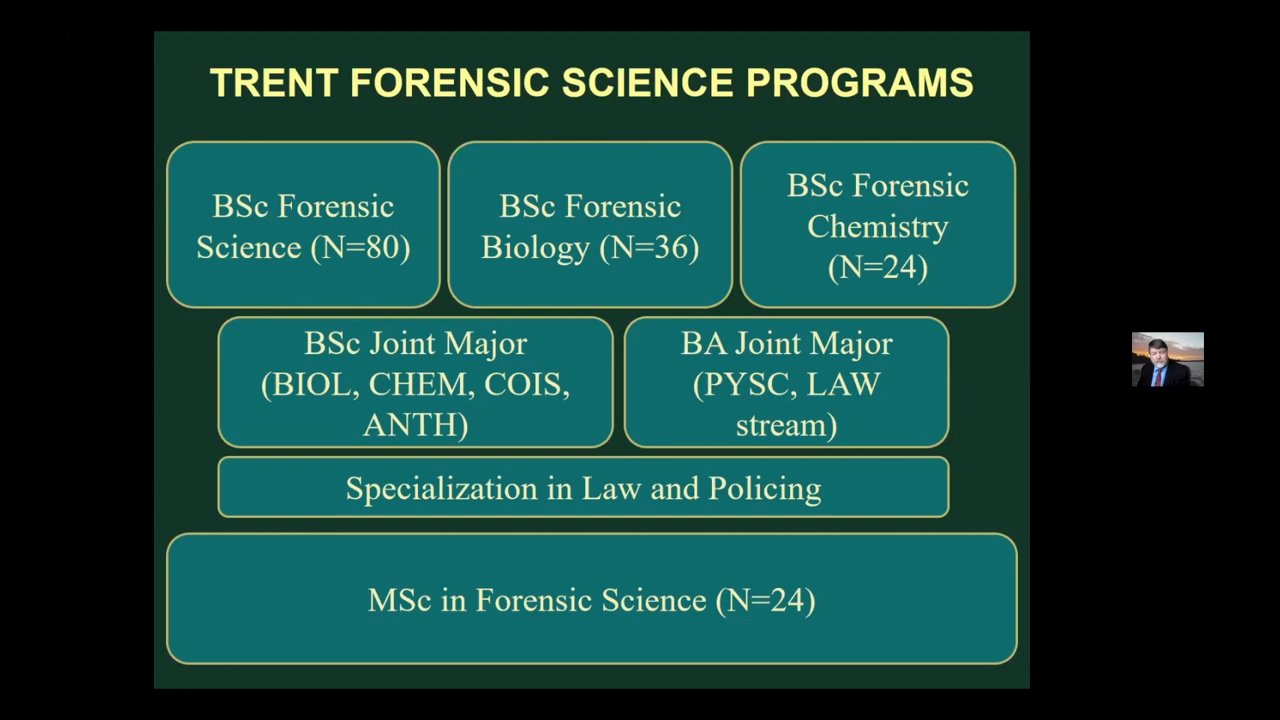 TRENT FORENSIC SCIENCE PROGRAMS
BSc Forensic
Science (N=80)
BSc Forensic
Biology (N=36)
BSc Forensic
Chemistry
(N=24)
BSc Joint Major
(BIOL, CHEM, COIS,
ANTH)
BA Joint Major
(PYSC, LAW
stream)
Specialization in Law and Policing
MSc in Forensic Science (N=24)